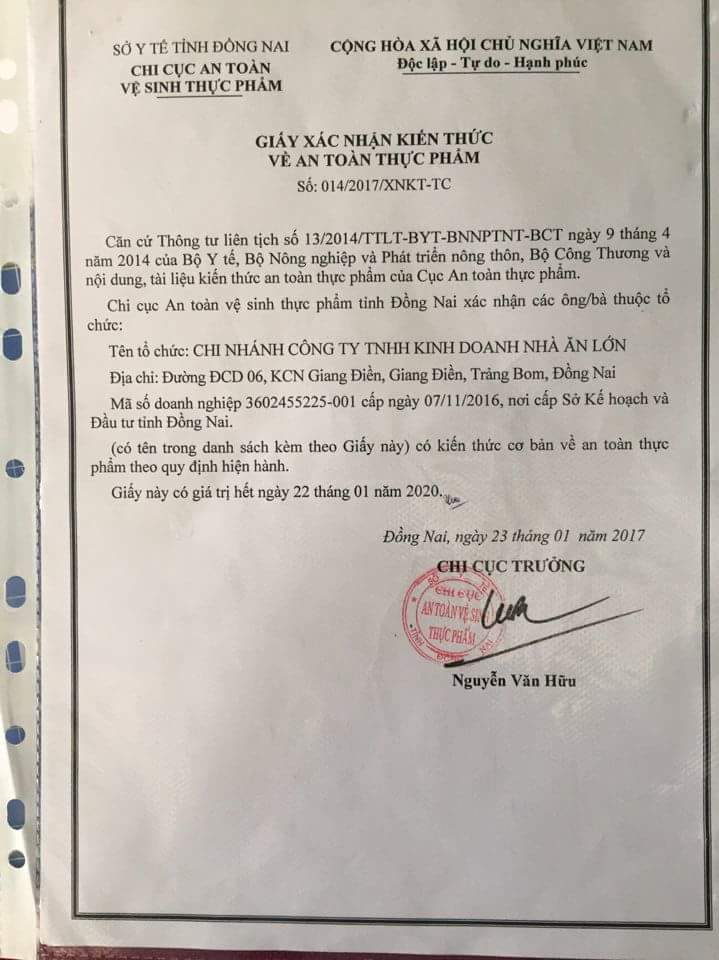 SỞ Y TẾ TỈNH ĐỒNG NAI
CHI CỤC AN TOÀN
VỆ SINH THỰC PHẨM
CỘNG HÒA XÃ HỘI CHỦ NGHĨA VIỆT NAM
Độc lập - Tự do - Hạnh phúc
GIẤY XÁC NHẬN KIẾN THỨC
VỀ AN TOÀN THỰC PHẨM
Số: 014/2017/XNKT-TC
Căn cứ Thông tư liên tịch số 13/2014/TTLT-BYT-BNNPTNT-BCT ngày 9 tháng 4
năm 2014 của Bộ Y tế, Bộ Nông nghiệp và Phát triển nông thôn, Bộ Công Thương và
nội dung, tài liệu kiến thức an toàn thực phẩm của Cục An toàn thực phẩm.
Chi cục An toàn vệ sinh thực phẩm tỉnh Đồng Nai xác nhận các ông/bà thuộc tổ
chức:
Tên tổ chức: CHI NHÁNH CÔNG TY TNHH KINH DOANH NHÀ ĂN LỚN
Địa chỉ: Đường ĐCD 06, KCN Giang Điền, Giang Điền, Trảng Bom, Đồng Nai
Mã số doanh nghiệp 3602455225-001 cấp ngày 07/11/2016, nơi cấp Sở Kế hoạch và
Đầu tư tỉnh Đồng Nai.
(có tên trong danh sách kèm theo Giấy này) có kiến thức cơ bản về an toàn thực
phẩm theo quy định hiện hành.
Giấy này có giá trị hết ngày 22 tháng 01 năm 2020.
Đồng Nai, ngày 23 tháng 01 năm 2017
CHI CỤC TRƯỞNG
CHI CỤC
AN TOÀN VỆ SINH
THỰC PHẨM
Nguyễn Văn Hữu